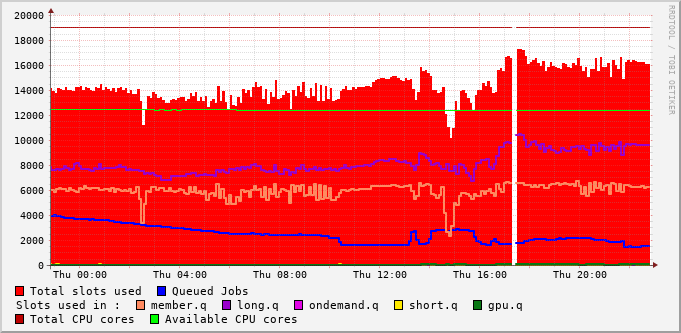 RRDTOOL / TOBI OETIKER
20000
18000
16000
14000
12000
10000
8000
6000
4000
2000
0
Thu 00:00 Thu 04:00 Thu 08:00 Thu 12:00 Thu 16:00 Thu 20:00
Total slots used Queued Jobs
Slots used in : member.q long.q ondemand.q short.q gpu.q
Total CPU cores Available CPU cores